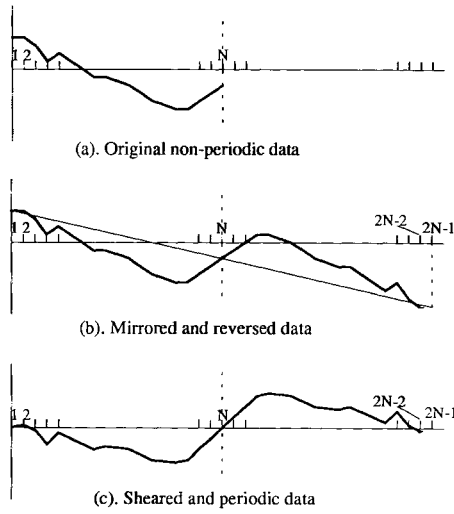 1 2
N
(a). Original non-periodic data
1 2
N
2N-2
2N-1
(b). Mirrored and reversed data
1 2
N
2N-2
2N-1
(c). Sheared and periodic data